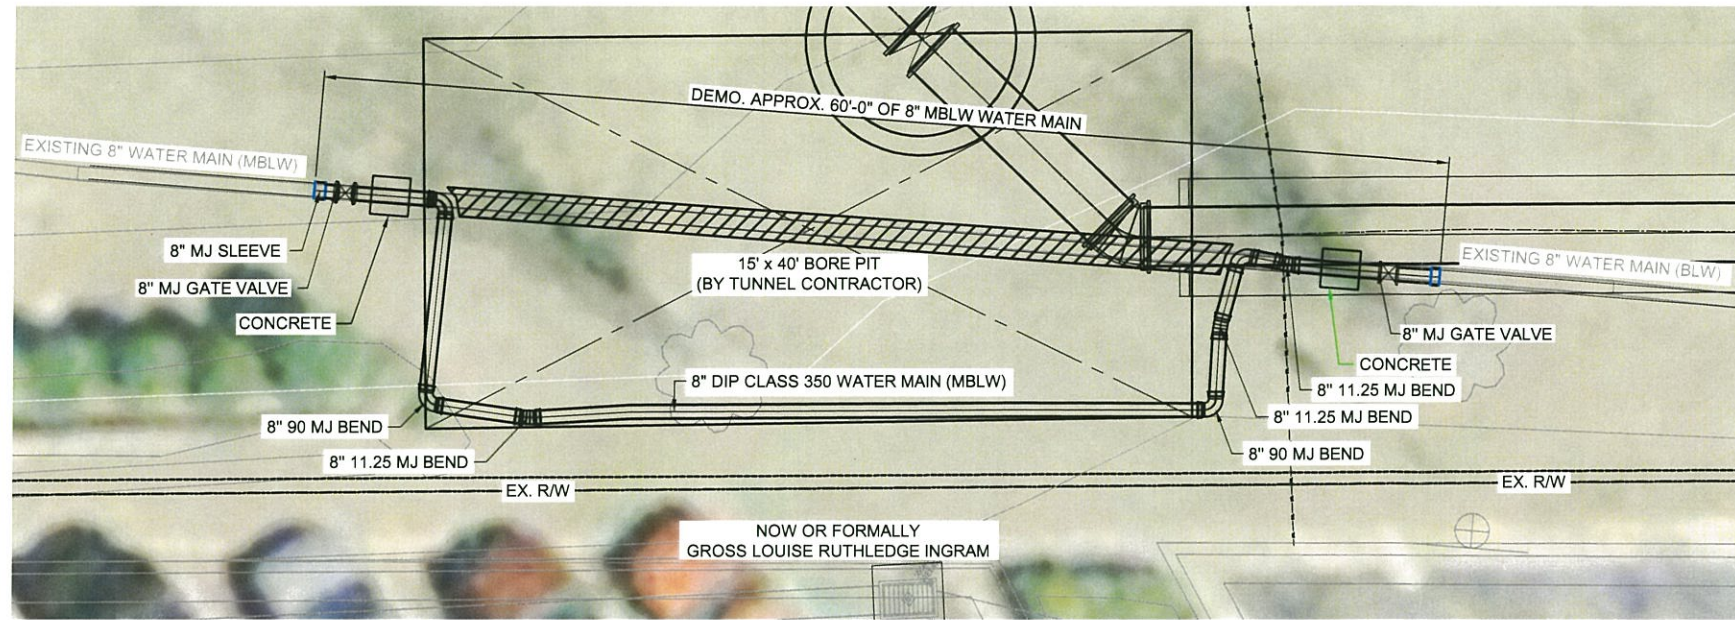 DEMO. APPROX. 60'-0" OF 8" MBLW WATER MAIN
EXISTING 8" WATER MAIN (MBLW)
8" MJ SLEEVE
8" MJ GATE VALVE
CONCRETE
15' x 40' BORE PIT
(BY TUNNEL CONTRACTOR)
EXISTING 8" WATER MAIN (BLW)
8" MJ GATE VALVE
CONCRETE
8" 11.25 MJ BEND
8" DIP CLASS 350 WATER MAIN (MBLW)
8" 11.25 MJ BEND
8" 90 MJ BEND
8" 90 MJ BEND
8" 11.25 MJ BEND
EX. R/W
EX. R/W
NOW OR FORMALLY
GROSS LOUISE RUTHLEDGE INGRAM